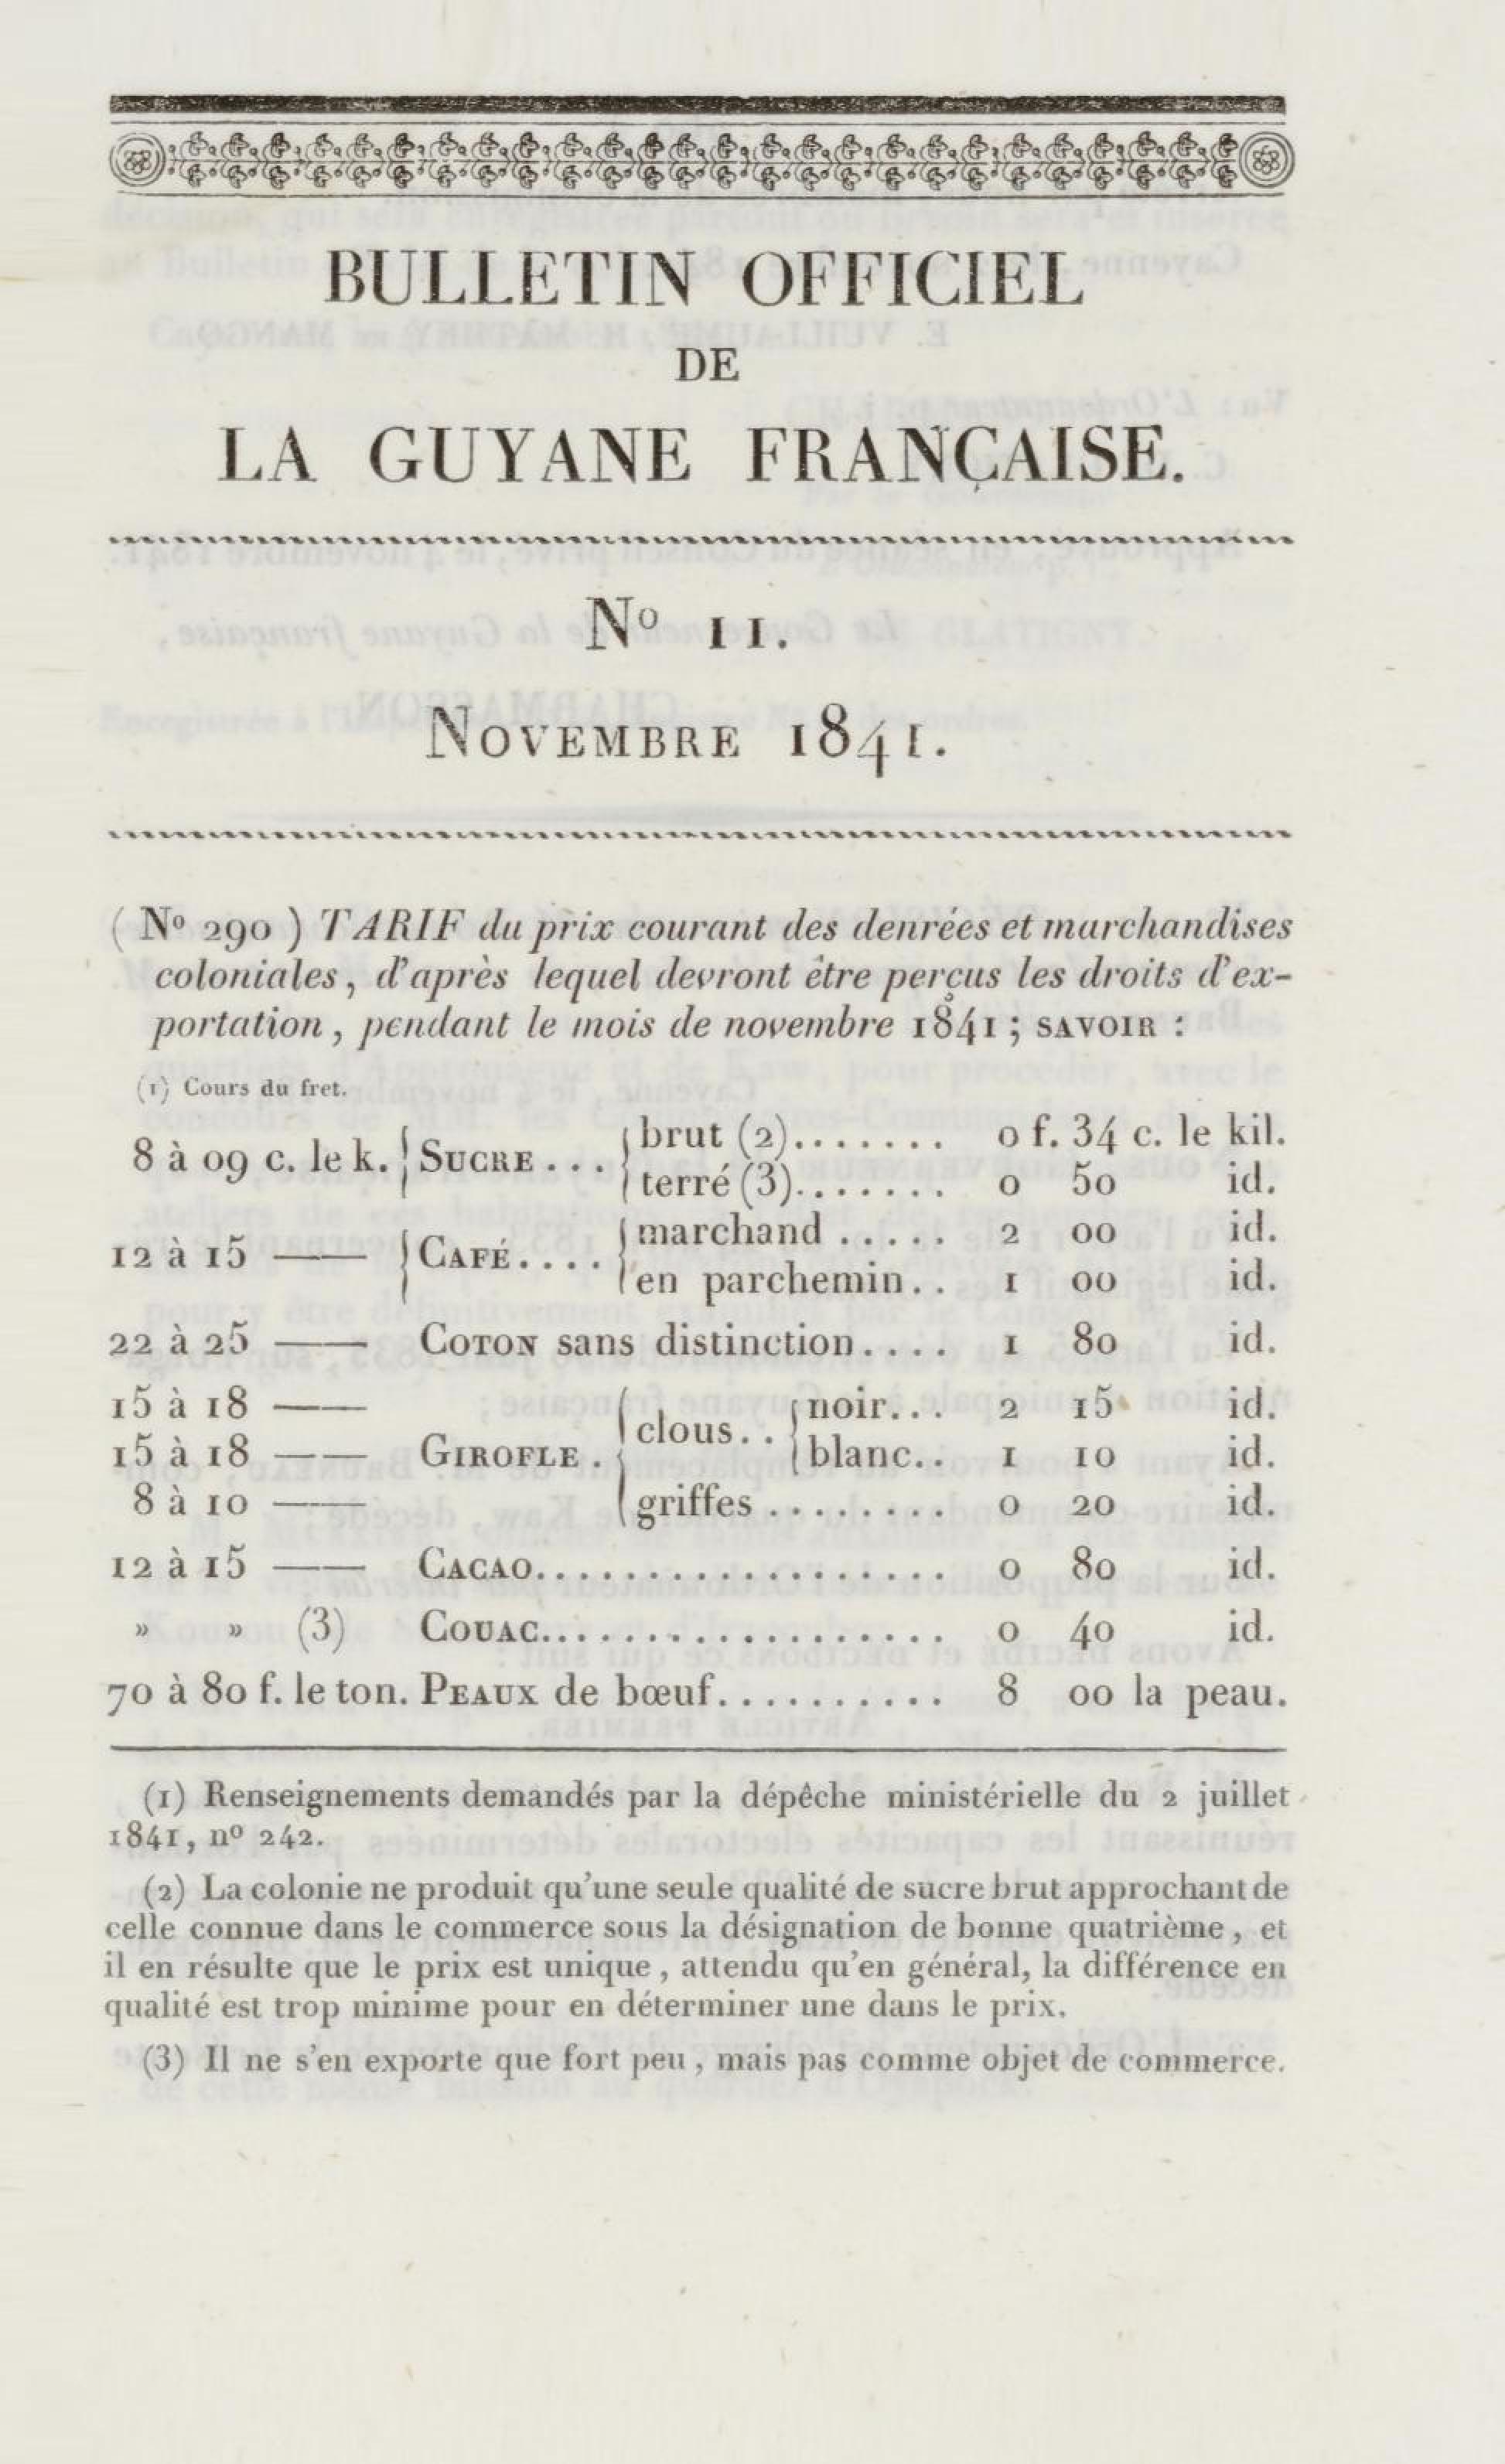 BULLETIN OFFICIEL
DE
LA GUYANE FRANÇAISE.
Nº 11.
NOVEMBRE 1841.
( Nº 290 ) TARIF du prix courant des denrées et marchandises
coloniales, d'après lequel devront être perçus les droits d'ex-
portation, pendant le mois de novembre 1841 ; SAVOIR :
(1) Cours du fret.
8 à 09 c. le k. SUCRE... brut (2)....... 0 f. 34 c. le kil.
terré (3)....... 0 50 id.
12 à 15 —— CAFÉ.... marchand ..... 2 00 id.
en parchemin.. 1 00 id.
22 à 25 —— COTON sans distinction.... 1 80 id.
15 à 18 —— clous.. noir... 2 15 id.
15 à 18 —— GIROFLE . blanc.. 1 10 id.
8 à 10 —— griffes ........ 0 20 id.
12 à 15 —— CACAO................... 0 80 id.
» » (3) COUAC................... 0 40 id.
70 à 80 f. le ton. PEAUX de bœuf........... 8 00 la peau.
(1) Renseignements demandés par la dépêche ministérielle du 2 juillet
1841, nº 242.
(2) La colonie ne produit qu'une seule qualité de sucre brut approchant de
celle connue dans le commerce sous la désignation de bonne quatrième, et
il en résulte que le prix est unique, attendu qu'en général, la différence en
qualité est trop minime pour en déterminer une dans le prix.
(3) Il ne s'en exporte que fort peu, mais pas comme objet de commerce.